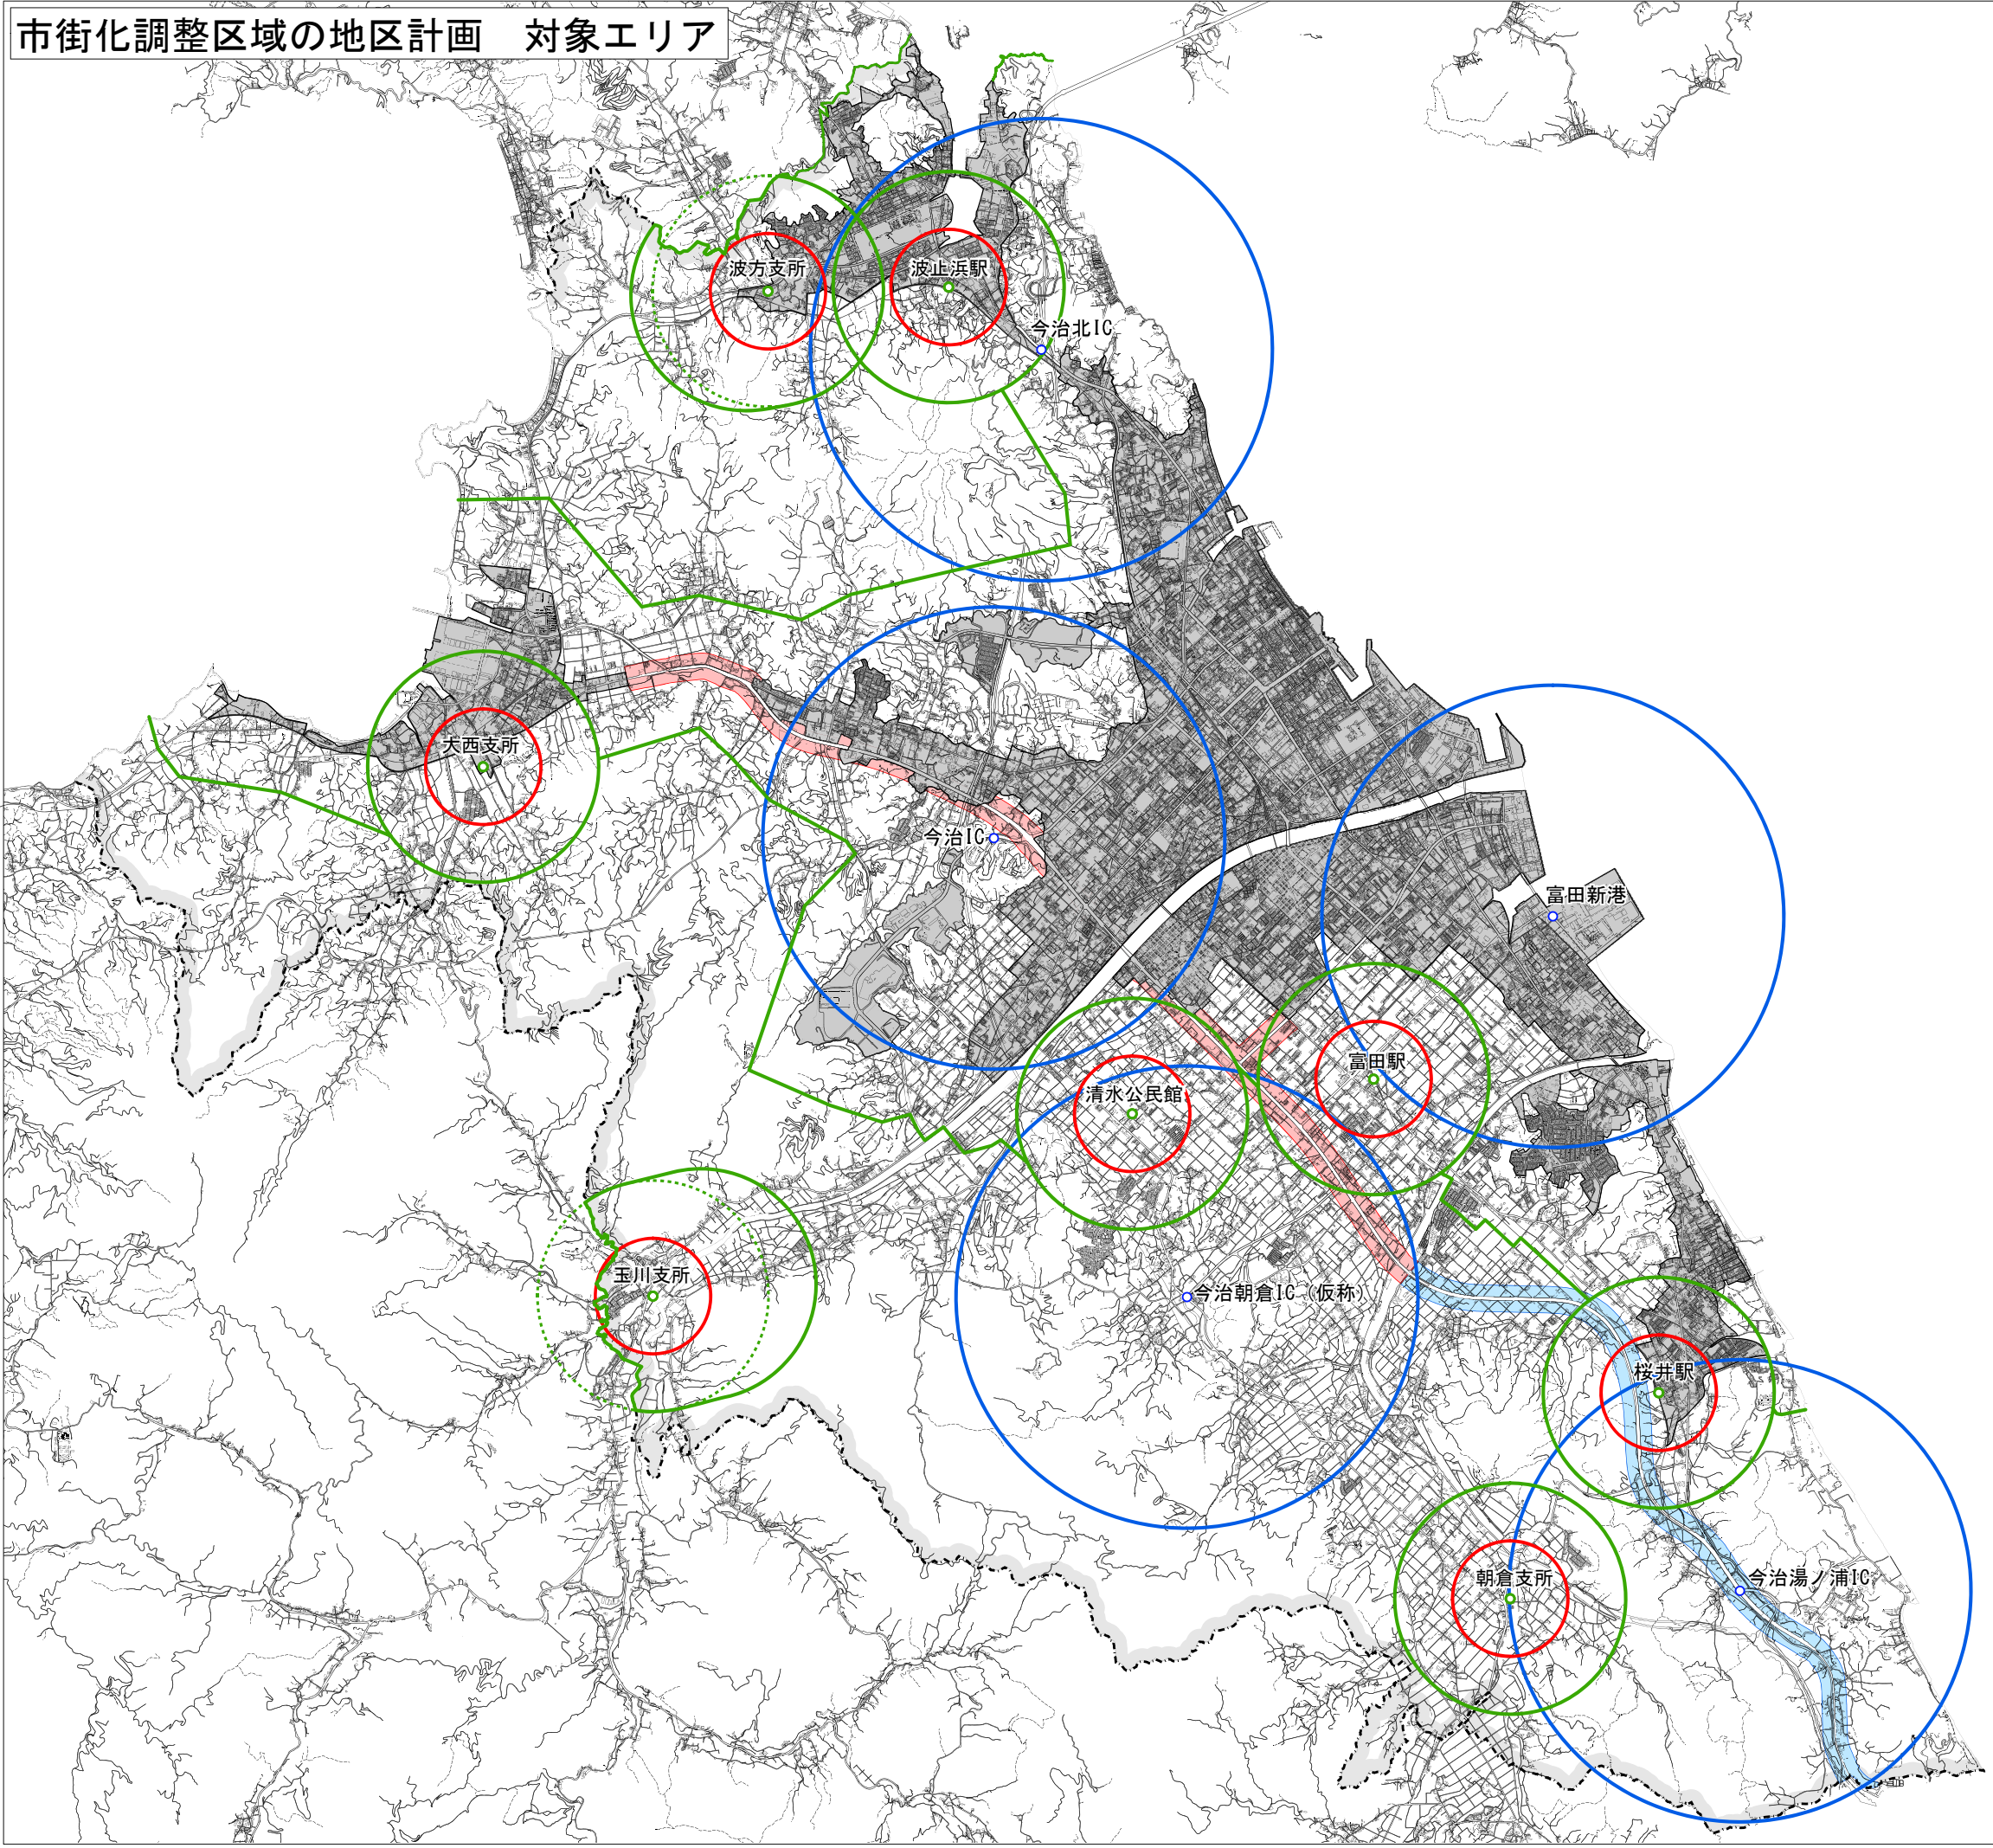 市街化調整区域の地区計画　対象エリア
波方支所
波止浜駅
今治北IC
大西支所
今治IC
富田新港
富田駅
清水公民館
玉川支所
今治朝倉IC（仮称）
桜井駅
朝倉支所
今治湯ノ浦IC